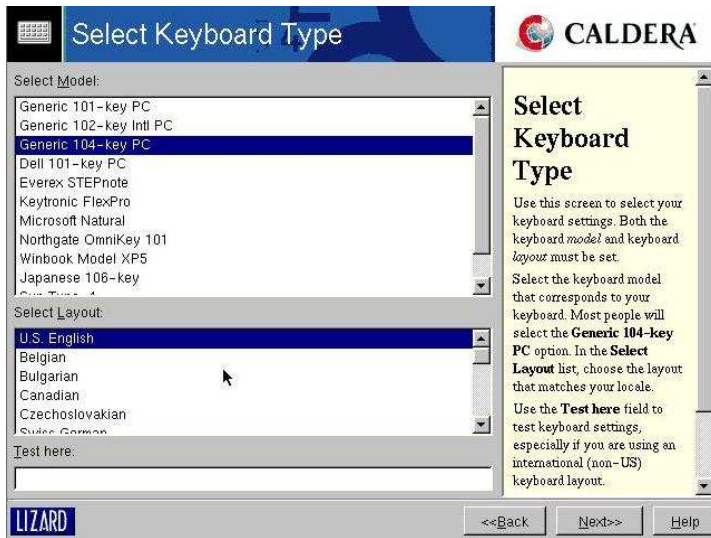 Select Keyboard Type
CALDERA
Select Model:
Generic 101-key PC
Generic 102-key Intl PC
Generic 104-key PC
Dell 101-key PC
Everex STEPnote
Keytronic FlexPro
Microsoft Natural
Northgate OmniKey 101
Winbook Model XP5
Japanese 106-key
Select Layout:
U.S. English
Belgian
Bulgarian
Canadian
Czechoslovakian
Swiss German
Test here:
LIZARD
<<Back
Next>>
Help
Select
Keyboard
Type
Use this screen to select your
keyboard settings. Both the
keyboard model and keyboard
layout must be set.
Select the keyboard model
that corresponds to your
keyboard. Most people will
select the Generic 104-key
PC option. In the Select
Layout list, choose the layout
that matches your locale.
Use the Test here field to
test keyboard settings,
especially if you are using an
international (non-US)
keyboard layout.